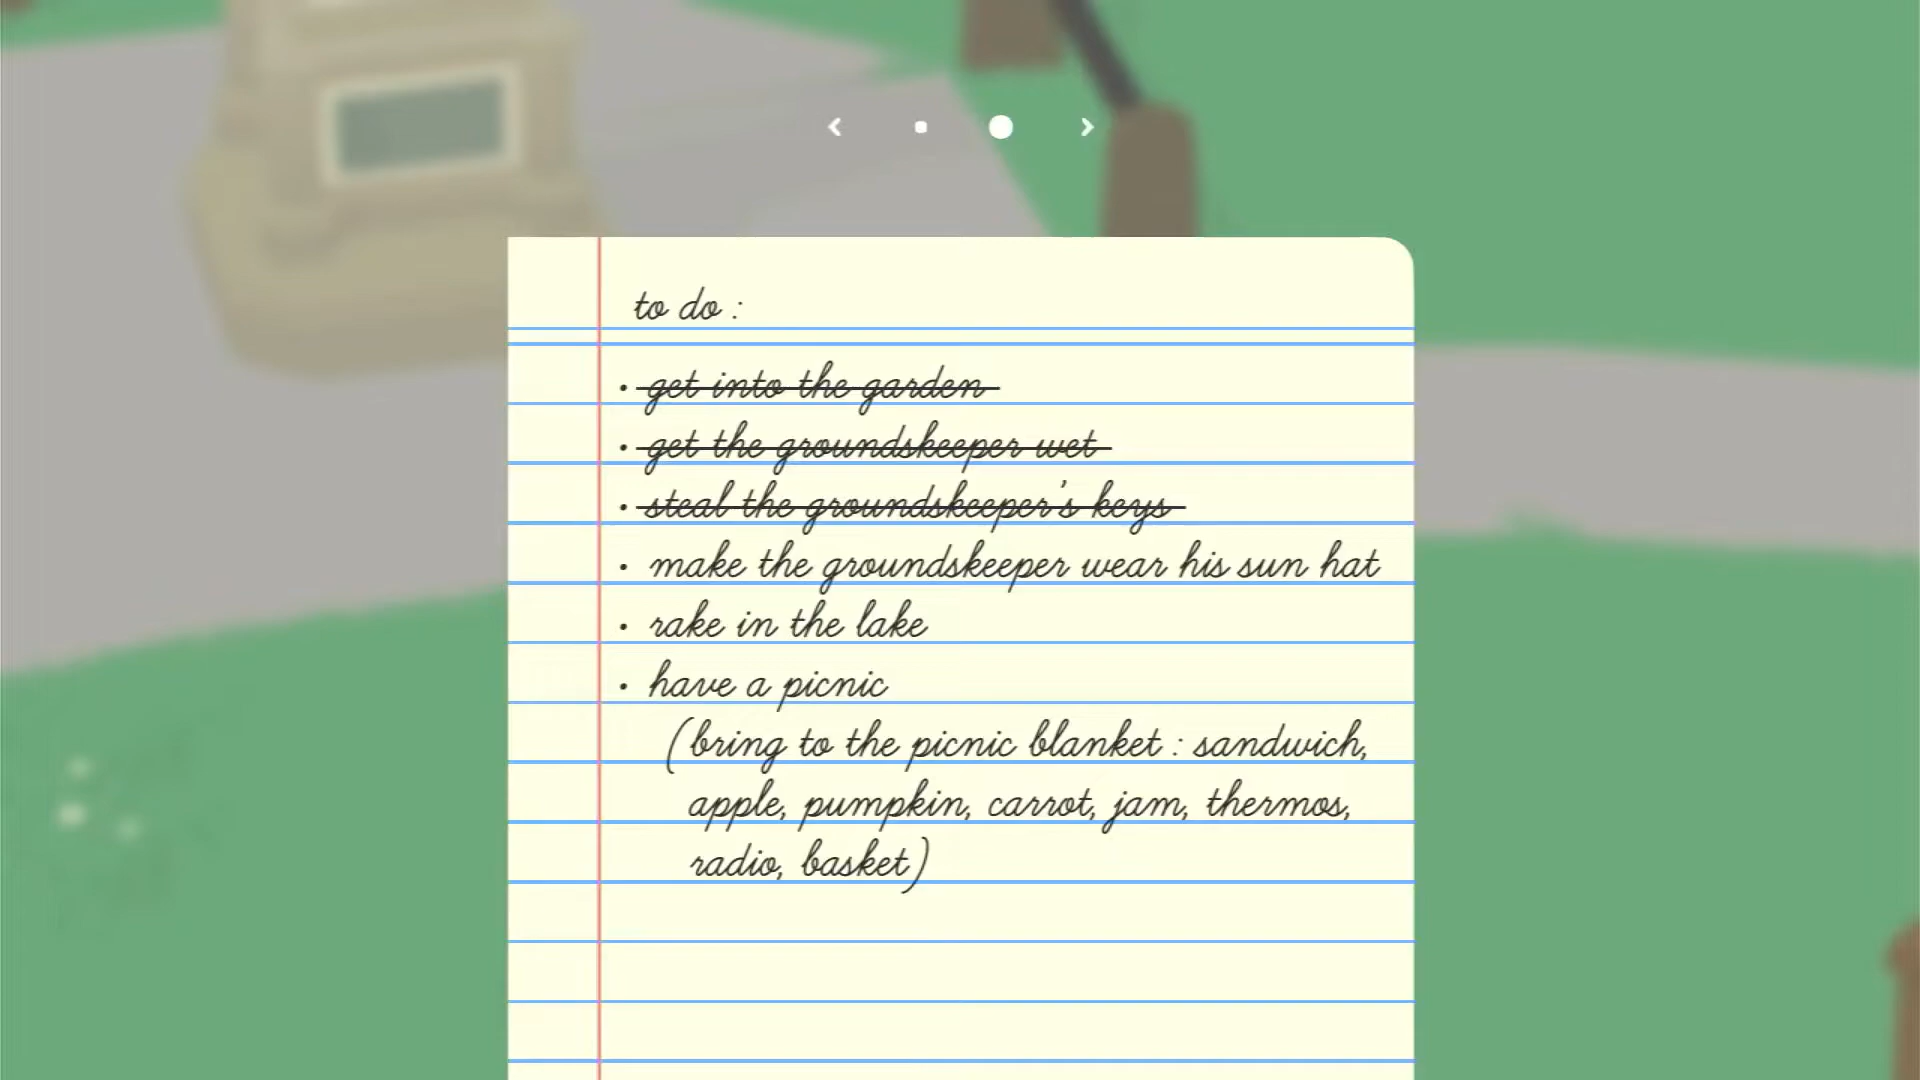 to do :
• get into the garden
• get the groundskeeper wet
• steal the groundskeeper's keys
• make the groundskeeper wear his sun hat
• rake in the lake
• have a picnic
(bring to the picnic blanket : sandwich,
apple, pumpkin, carrot, jam, thermos,
radio, basket)